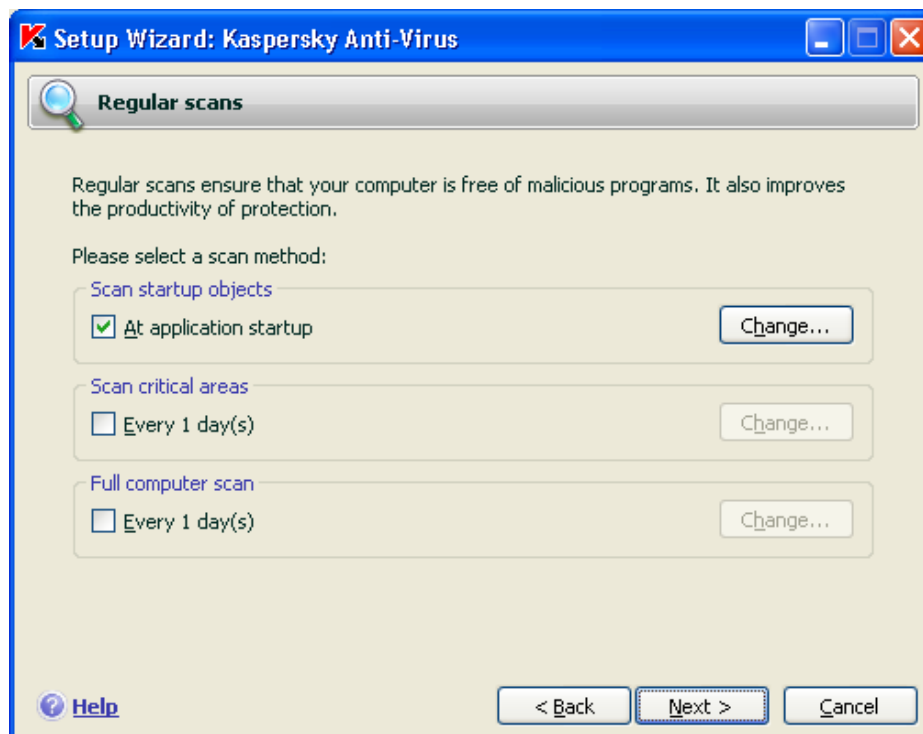 Setup Wizard: Kaspersky Anti-Virus
Regular scans
Regular scans ensure that your computer is free of malicious programs. It also improves
the productivity of protection.
Please select a scan method:
Scan startup objects
At application startup
Change...
Scan critical areas
Every 1 day(s)
Change...
Full computer scan
Every 1 day(s)
Change...
Help
< Back
Next >
Cancel